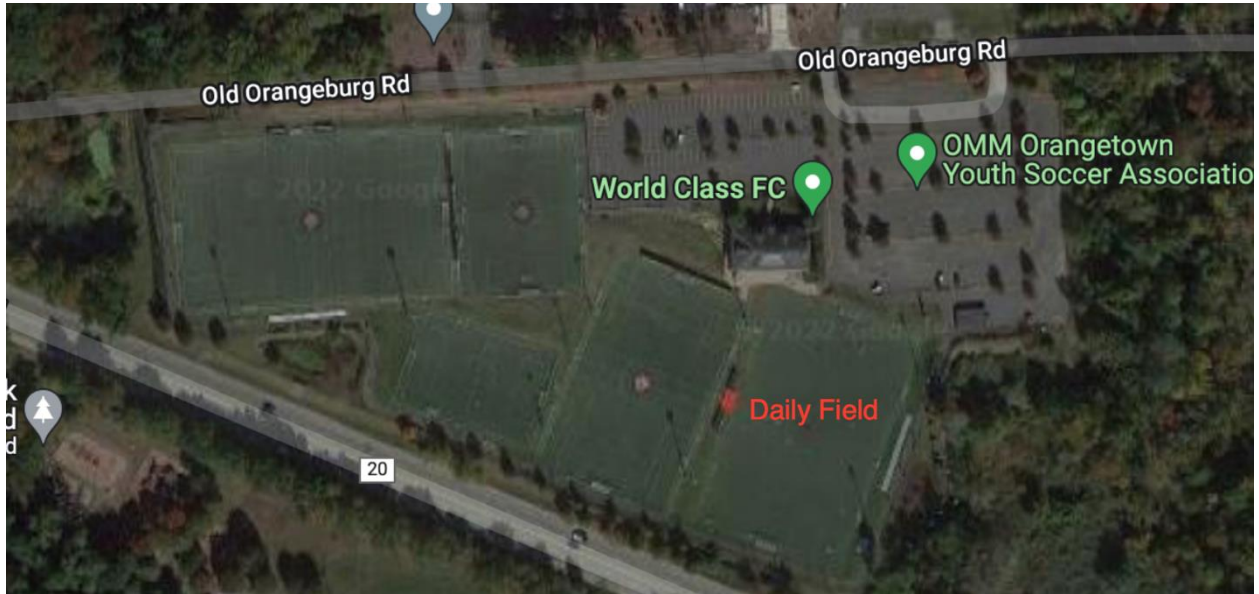 Old Orangeburg Rd
Old Orangeburg Rd
OMM Orangetown
Youth Soccer Associatio
World Class FC
© 2022 Google
© 2022 Google
Daily Field
k
d
d
20